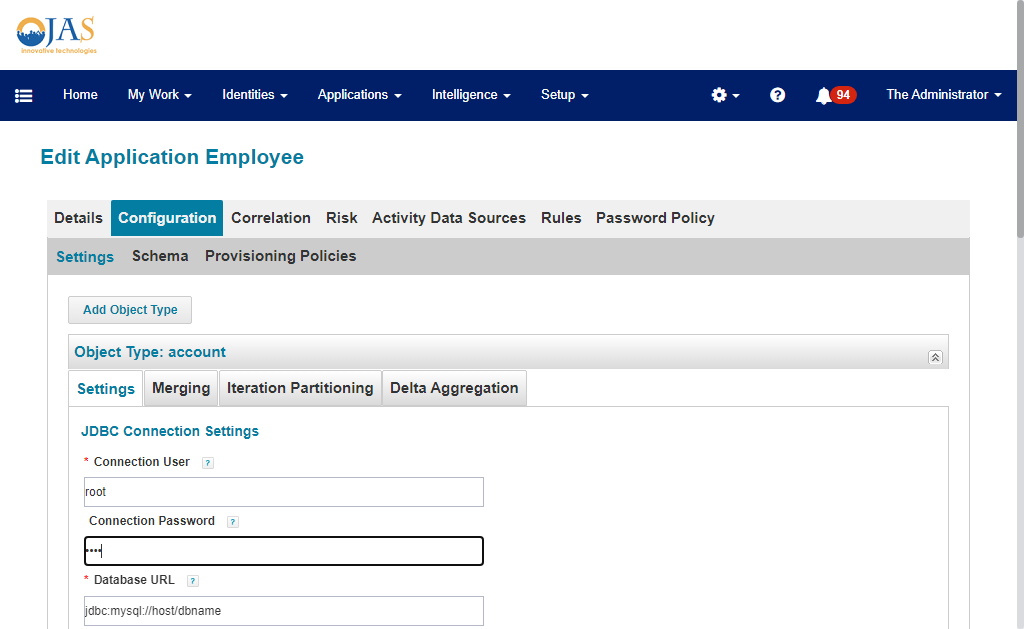 OJAS
innovative technologies
Home My Work Identities Applications Intelligence Setup ? 94 The Administrator
Edit Application Employee
Details Configuration Correlation Risk Activity Data Sources Rules Password Policy
Settings Schema Provisioning Policies
Add Object Type
Object Type: account
Settings Merging Iteration Partitioning Delta Aggregation
JDBC Connection Settings
* Connection User ?
root
Connection Password ?
••••
* Database URL ?
jdbc:mysql://host/dbname